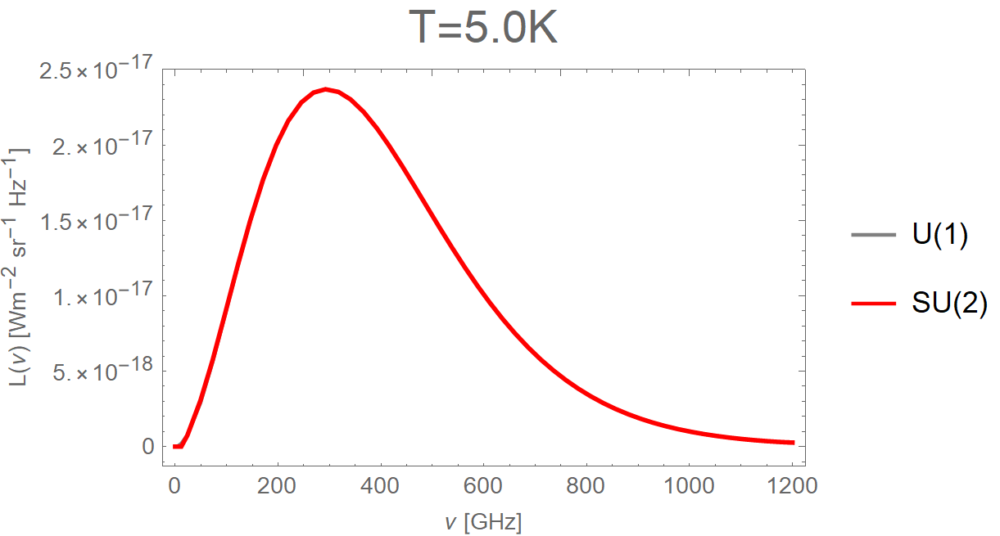 T=5.0K
2.5×10⁻¹⁷
2.×10⁻¹⁷
1.5×10⁻¹⁷
1.×10⁻¹⁷
5.×10⁻¹⁸
0
L(ν) [Wm⁻² sr⁻¹ Hz⁻¹]
0 200 400 600 800 1000 1200
ν [GHz]
U(1)
SU(2)